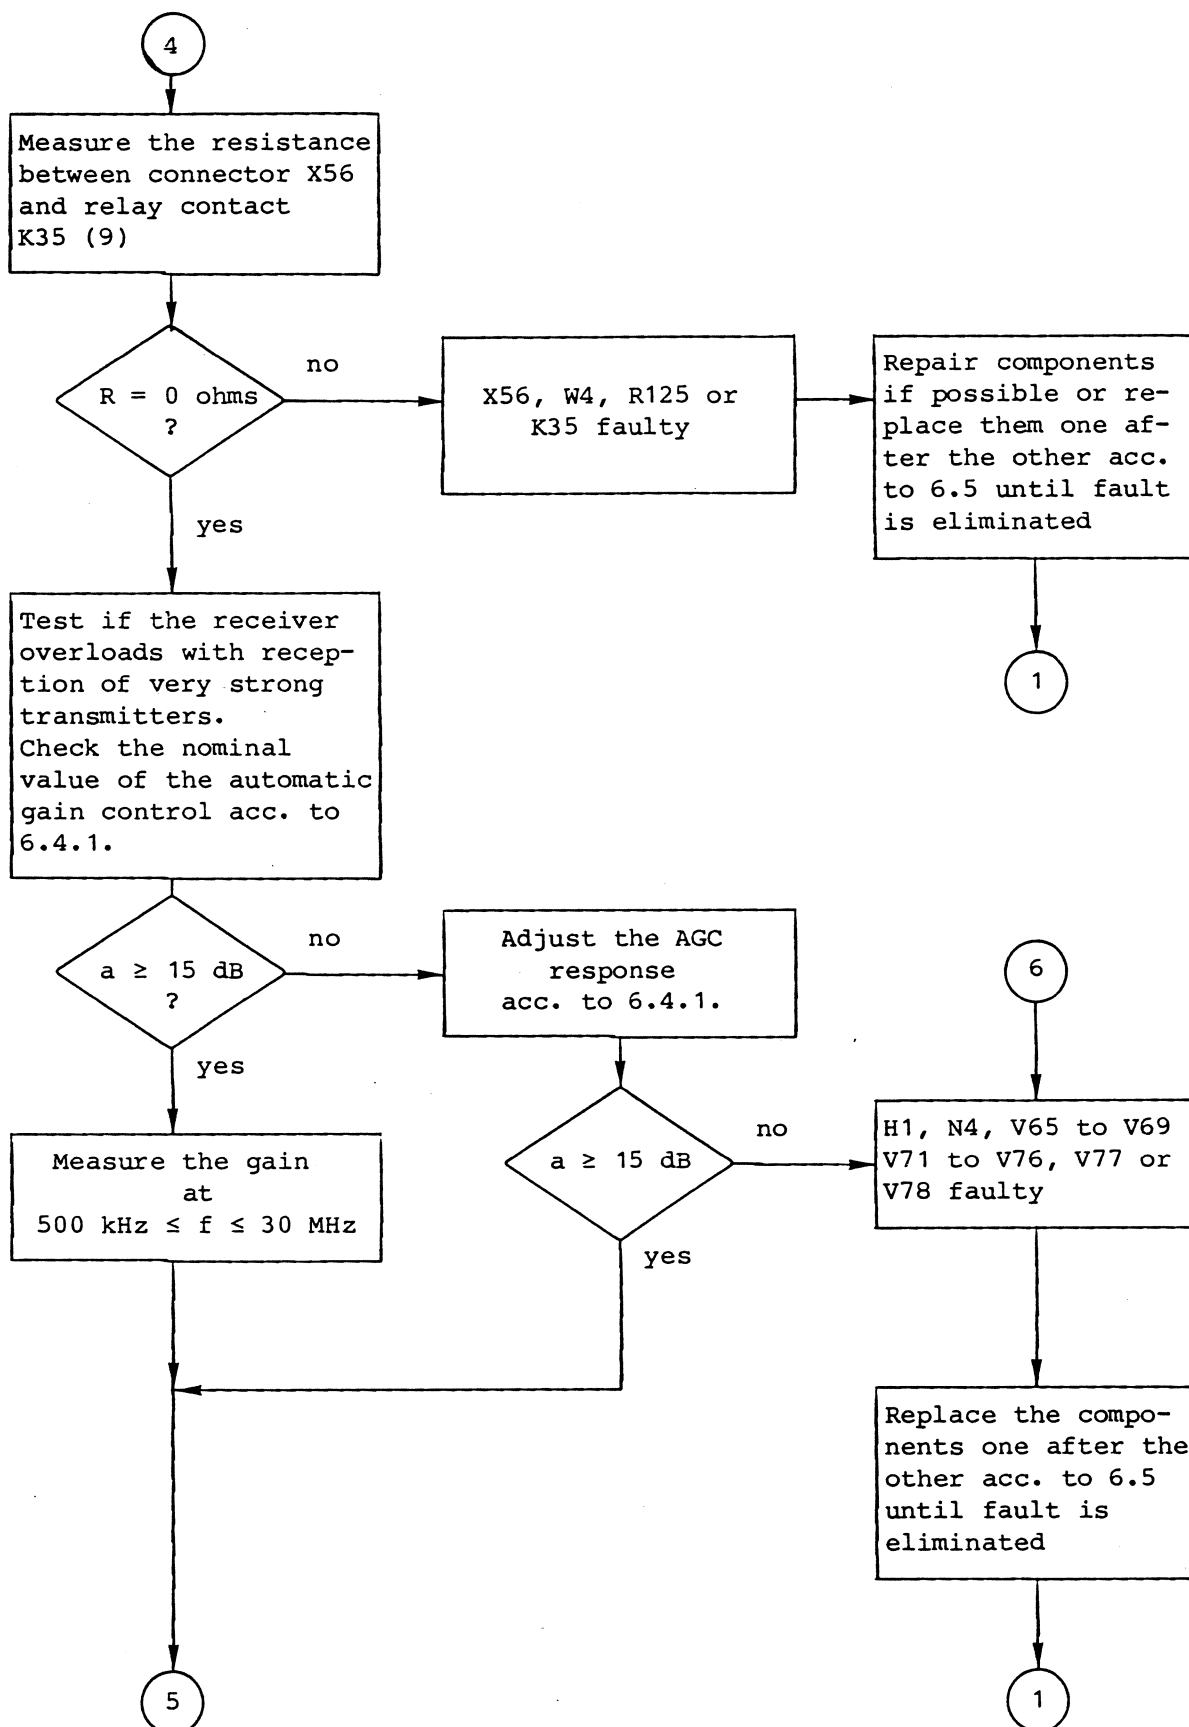 4
Measure the resistance
between connector X56
and relay contact
K35 (9)
R = 0 ohms
?
no
X56, W4, R125 or
K35 faulty
Repair components
if possible or re-
place them one af-
ter the other acc.
to 6.5 until fault
is eliminated
1
yes
Test if the receiver
overloads with recep-
tion of very strong
transmitters.
Check the nominal
value of the automatic
gain control acc. to
6.4.1.
a ≥ 15 dB
?
no
Adjust the AGC
response
acc. to 6.4.1.
yes
Measure the gain
at
500 kHz ≤ f ≤ 30 MHz
a ≥ 15 dB
no
yes
6
H1, N4, V65 to V69
V71 to V76, V77 or
V78 faulty
Replace the compo-
nents one after the
other acc. to 6.5
until fault is
eliminated
5
1